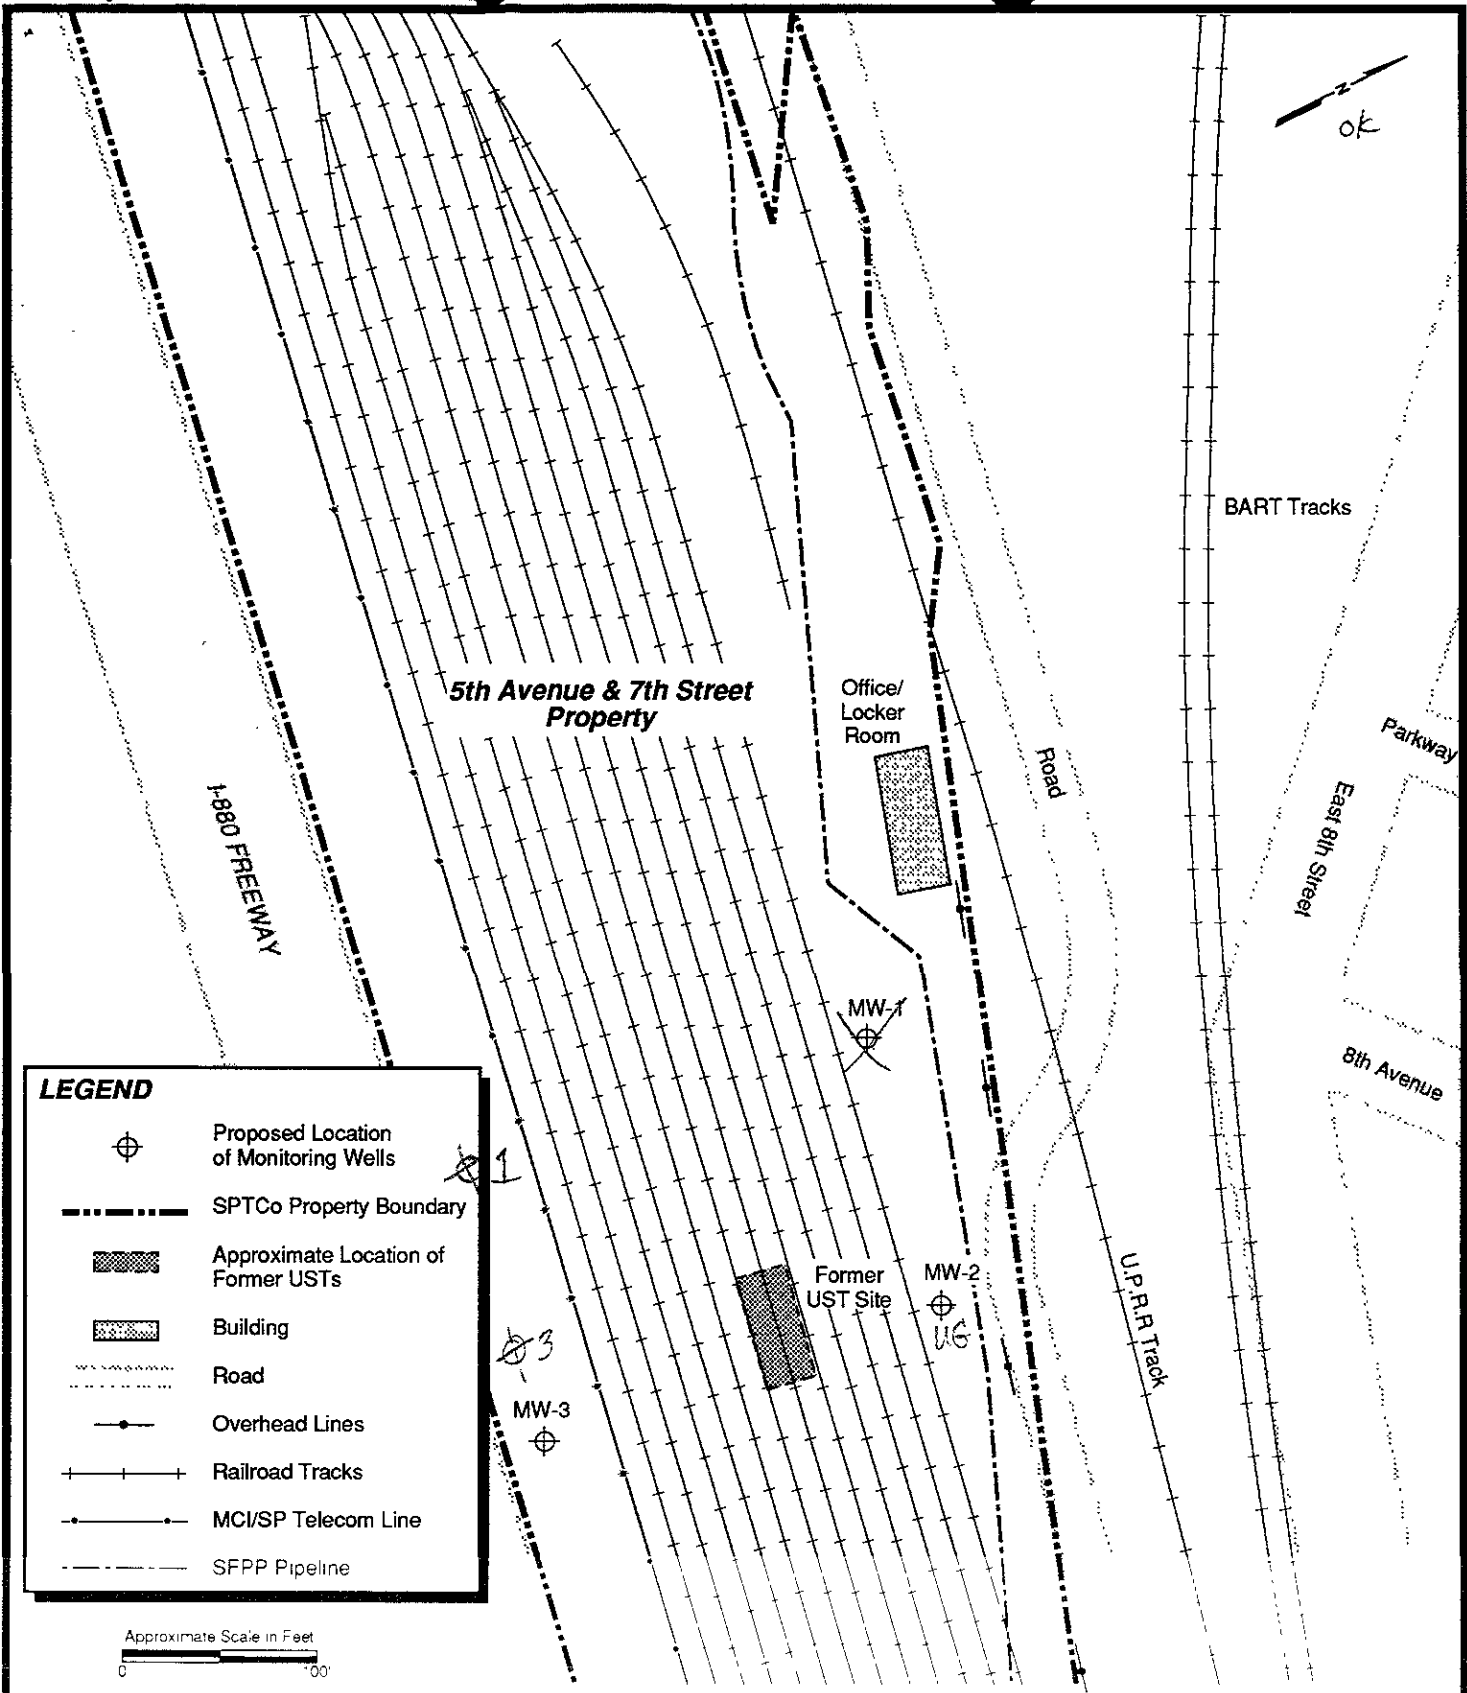 N
OK
BART Tracks
5th Avenue & 7th Street
Property
Office/
Locker
Room
Road
Parkway
East 8th Street
I-880 FREEWAY
MW-1
8th Avenue
LEGEND
Proposed Location
of Monitoring Wells
SPTCo Property Boundary
Approximate Location of
Former USTs
Building
Road
Overhead Lines
Railroad Tracks
MCI/SP Telecom Line
SFPP Pipeline
1
Former
UST Site
MW-2
UG
U.P.R.R Track
3
MW-3
Approximate Scale in Feet
0 100'